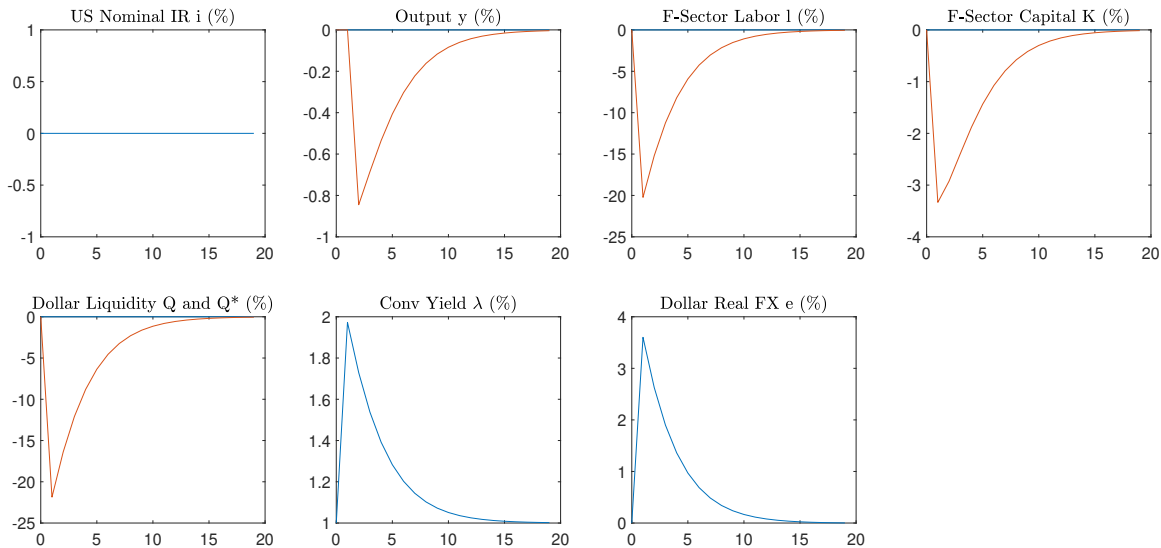 US Nominal IR i (%)
1
0.5
0
-0.5
-1
0 5 10 15 20
Output y (%)
0
-0.2
-0.4
-0.6
-0.8
-1
0 5 10 15 20
F-Sector Labor l (%)
0
-5
-10
-15
-20
-25
0 5 10 15 20
F-Sector Capital K (%)
0
-1
-2
-3
-4
0 5 10 15 20
Dollar Liquidity Q and Q* (%)
0
-5
-10
-15
-20
-25
0 5 10 15 20
Conv Yield λ (%)
2
1.8
1.6
1.4
1.2
1
0 5 10 15 20
Dollar Real FX e (%)
4
3
2
1
0
0 5 10 15 20